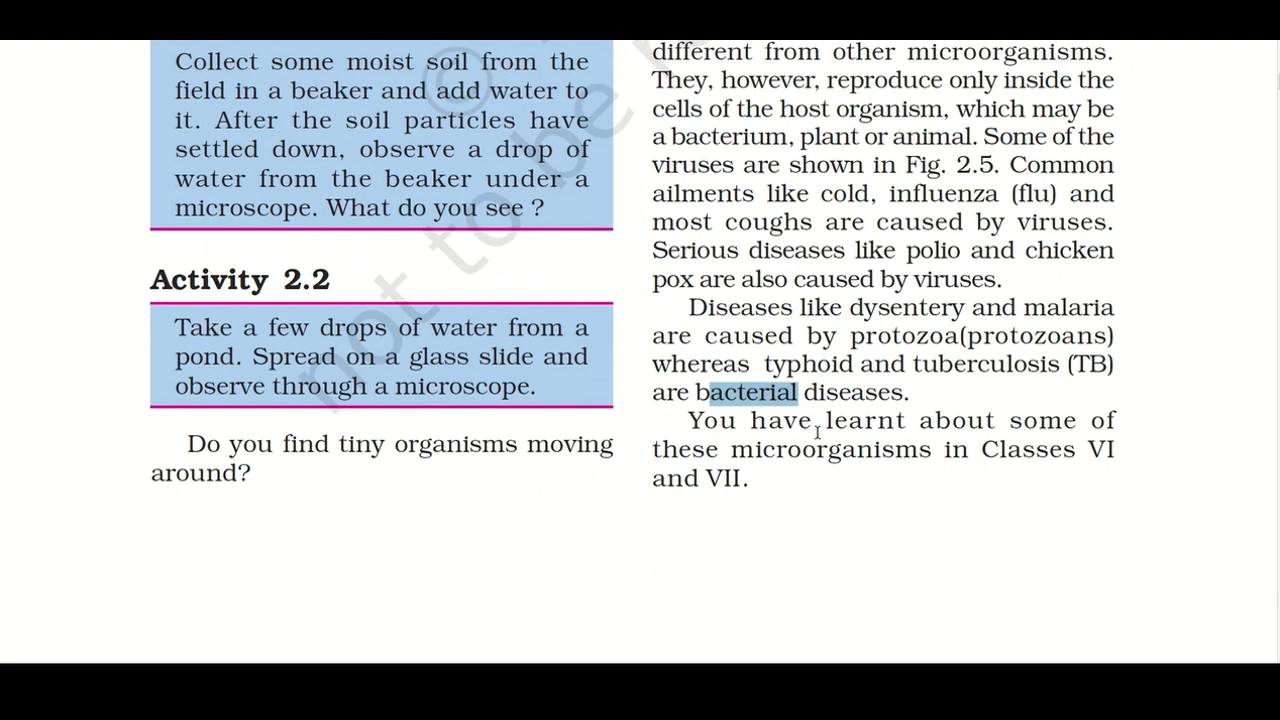 Collect some moist soil from the
field in a beaker and add water to
it. After the soil particles have
settled down, observe a drop of
water from the beaker under a
microscope. What do you see ?
Activity 2.2
Take a few drops of water from a
pond. Spread on a glass slide and
observe through a microscope.
Do you find tiny organisms moving
around?
different from other microorganisms.
They, however, reproduce only inside the
cells of the host organism, which may be
a bacterium, plant or animal. Some of the
viruses are shown in Fig. 2.5. Common
ailments like cold, influenza (flu) and
most coughs are caused by viruses.
Serious diseases like polio and chicken
pox are also caused by viruses.
Diseases like dysentery and malaria
are caused by protozoa(protozoans)
whereas typhoid and tuberculosis (TB)
are bacterial diseases.
You have learnt about some of
these microorganisms in Classes VI
and VII.
©
not to be